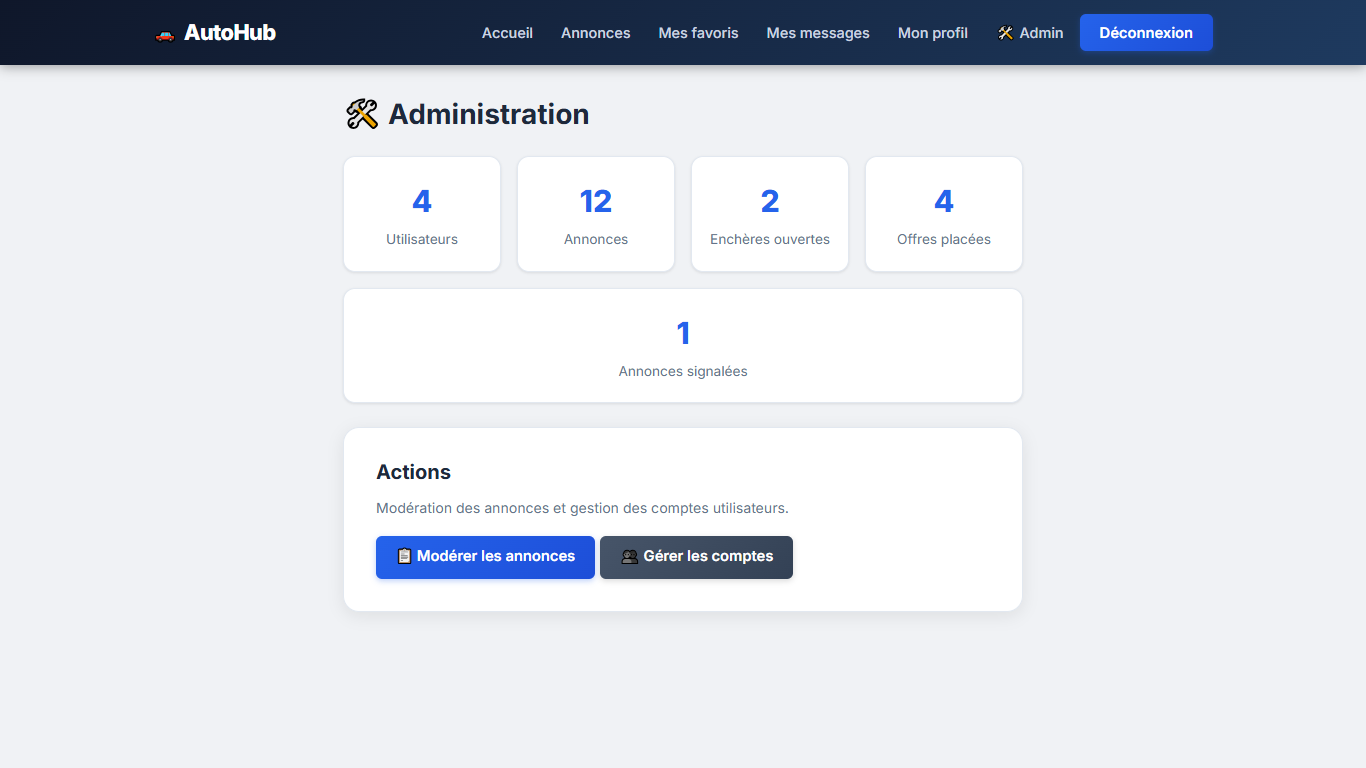 AutoHub
Accueil Annonces Mes favoris Mes messages Mon profil 🛠️ Admin Déconnexion
🛠️ Administration
4 12 2 4
Utilisateurs Annonces Enchères ouvertes Offres placées
1
Annonces signalées
Actions
Modération des annonces et gestion des comptes utilisateurs.
📋 Modérer les annonces 👥 Gérer les comptes